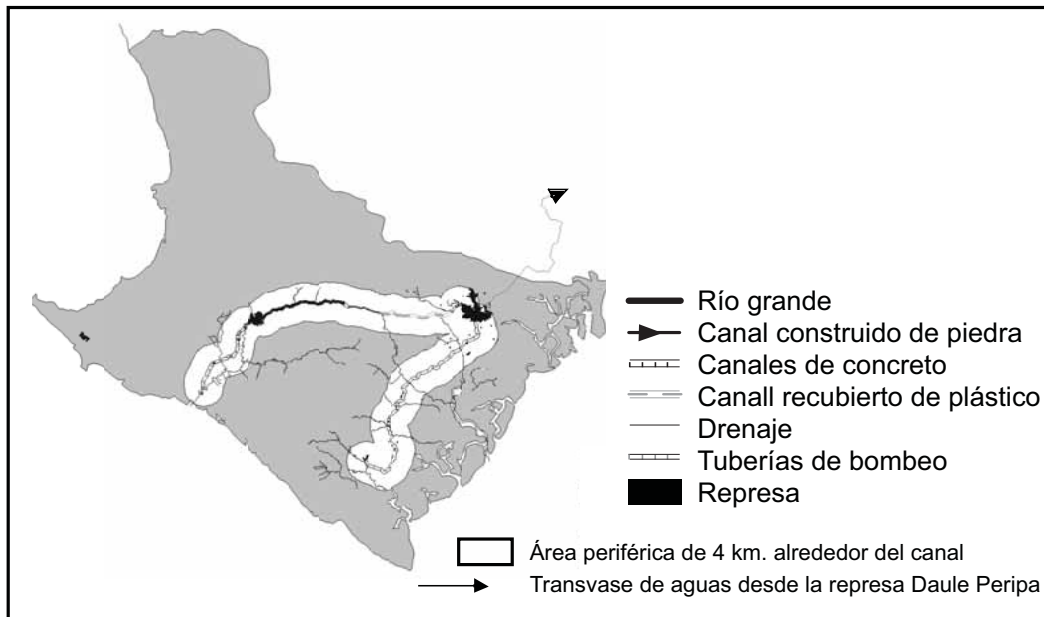 Río grande
Canal construido de piedra
Canales de concreto
Canall recubierto de plástico
Drenaje
Tuberías de bombeo
Represa
Área periférica de 4 km. alrededor del canal
Transvase de aguas desde la represa Daule Peripa